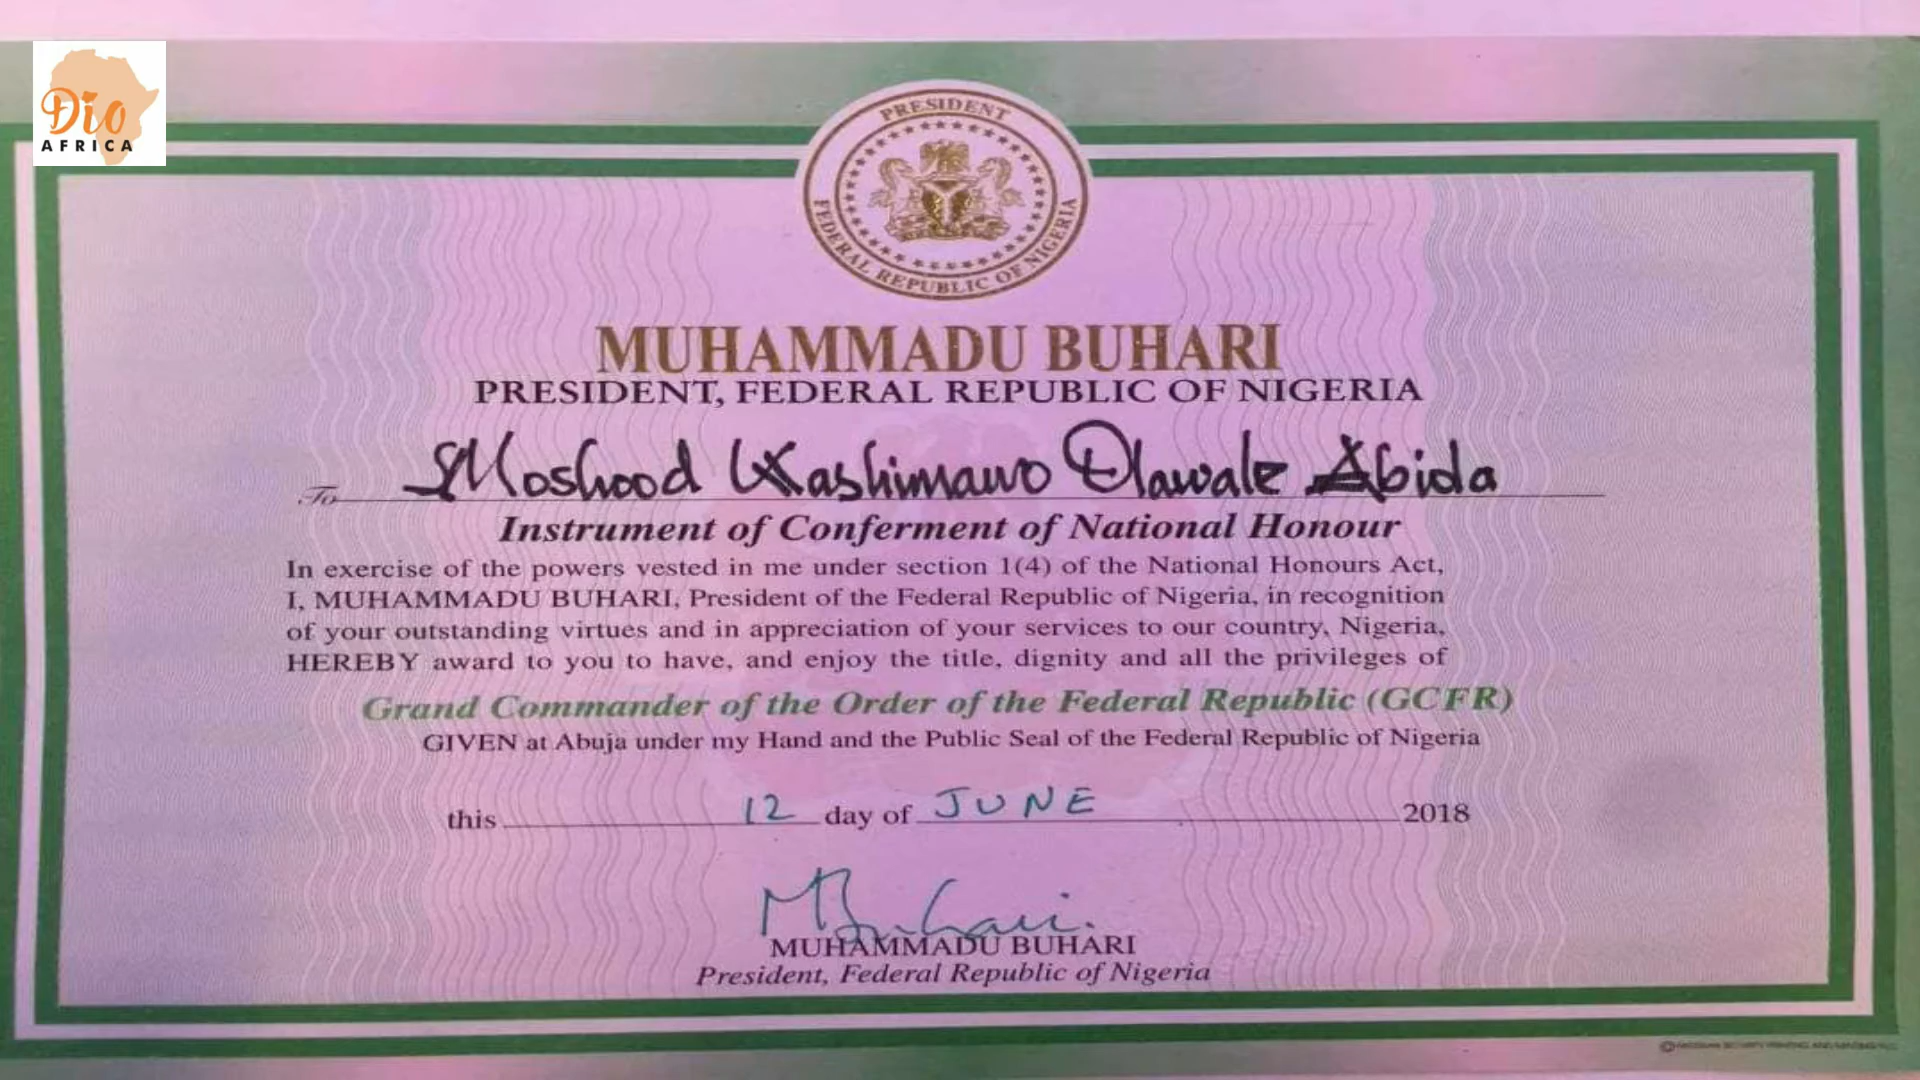 Dio
AFRICA
PRESIDENT
FEDERAL REPUBLIC OF NIGERIA
MUHAMMADU BUHARI
PRESIDENT, FEDERAL REPUBLIC OF NIGERIA
To Moshood Kashimawo Olawale Abiola
Instrument of Conferment of National Honour
In exercise of the powers vested in me under section 1(4) of the National Honours Act,
I, MUHAMMADU BUHARI, President of the Federal Republic of Nigeria, in recognition
of your outstanding virtues and in appreciation of your services to our country, Nigeria,
HEREBY award to you to have, and enjoy the title, dignity and all the privileges of
Grand Commander of the Order of the Federal Republic (GCFR)
GIVEN at Abuja under my Hand and the Public Seal of the Federal Republic of Nigeria
this 12 day of JUNE 2018
MBuhari.
MUHAMMADU BUHARI
President, Federal Republic of Nigeria